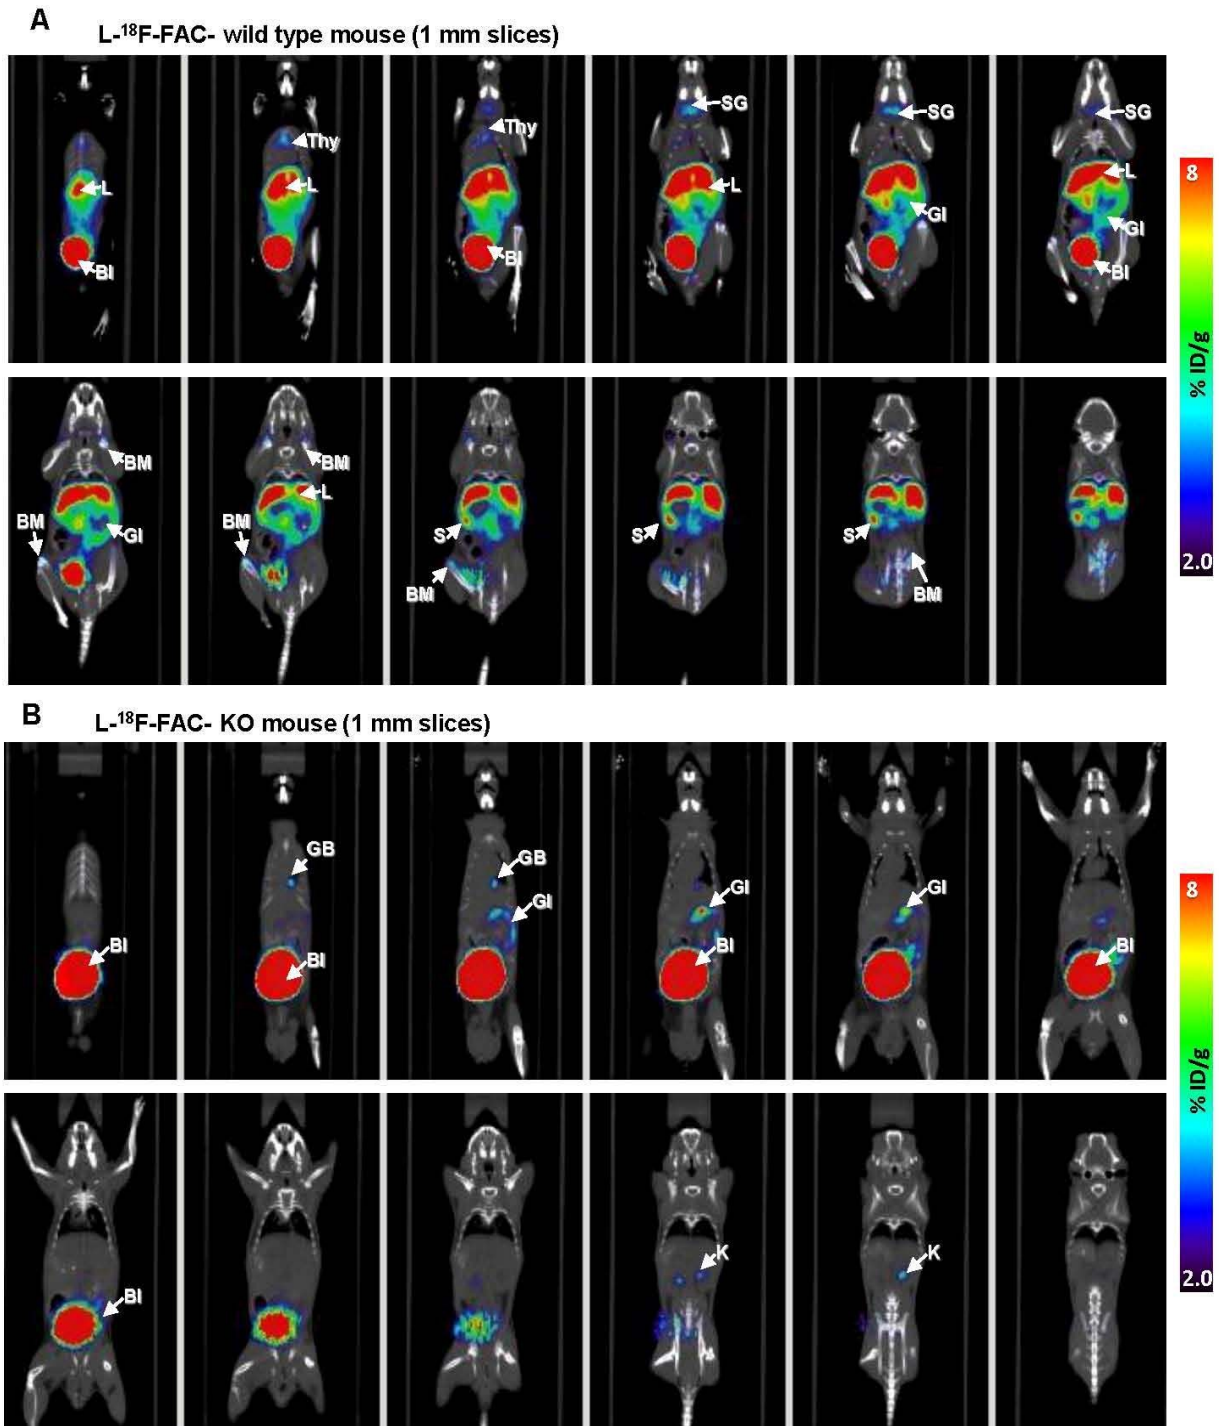 A
L-¹⁸F-FAC- wild type mouse (1 mm slices)
SG
SG
SG
Thy
Thy
L
L
L
L
GI
GI
Bl
Bl
Bl
8
% ID/g
2.0
BM
BM
L
BM
BM
GI
S
S
S
BM
BM
B
L-¹⁸F-FAC- KO mouse (1 mm slices)
GB
GB
GI
GI
GI
Bl
Bl
Bl
Bl
8
% ID/g
2.0
K
K
Bl